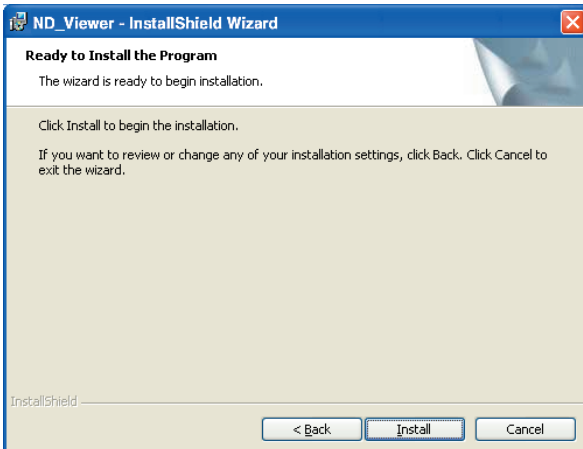 ND_Viewer - InstallShield Wizard
Ready to Install the Program
The wizard is ready to begin installation.
Click Install to begin the installation.
If you want to review or change any of your installation settings, click Back. Click Cancel to
exit the wizard.
InstallShield
< Back
Install
Cancel